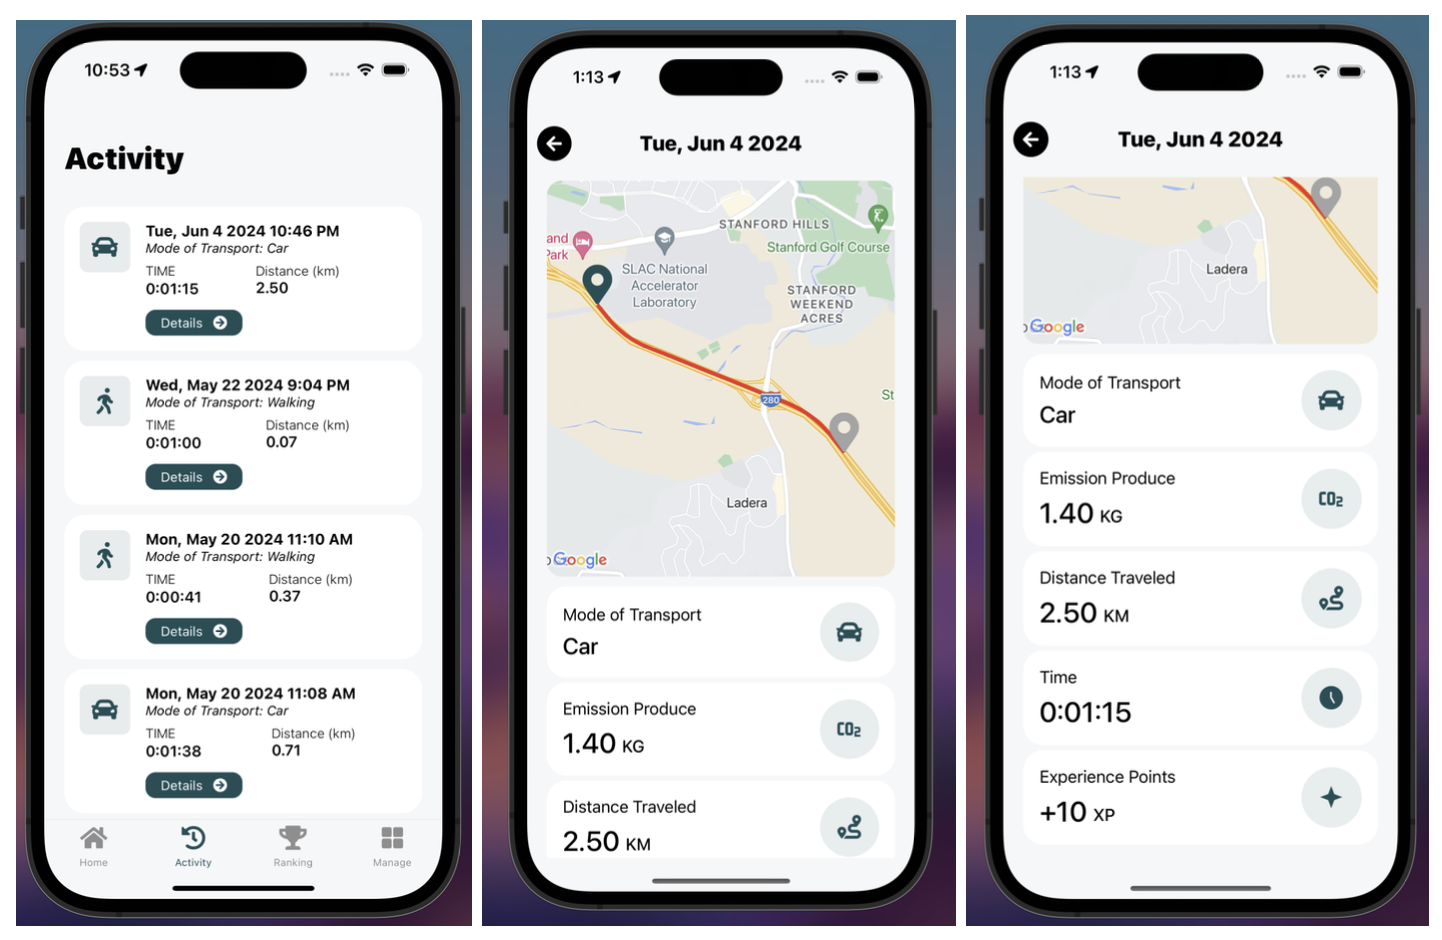 10:53
Activity
Tue, Jun 4 2024 10:46 PM
Mode of Transport: Car
TIME Distance (km)
0:01:15 2.50
Details
Wed, May 22 2024 9:04 PM
Mode of Transport: Walking
TIME Distance (km)
0:01:00 0.07
Details
Mon, May 20 2024 11:10 AM
Mode of Transport: Walking
TIME Distance (km)
0:00:41 0.37
Details
Mon, May 20 2024 11:08 AM
Mode of Transport: Car
TIME Distance (km)
0:01:38 0.71
Details
Home Activity Ranking Manage
1:13
Tue, Jun 4 2024
STANFORD HILLS
and
Park
Stanford Golf Course
SLAC National
Accelerator
Laboratory
STANFORD
WEEKEND
ACRES
280
St
Ladera
Google
Mode of Transport
Car
Emission Produce
1.40 KG
CO2
Distance Traveled
2.50 KM
1:13
Tue, Jun 4 2024
Ladera
Google
Mode of Transport
Car
Emission Produce
1.40 KG
CO2
Distance Traveled
2.50 KM
Time
0:01:15
Experience Points
+10 XP